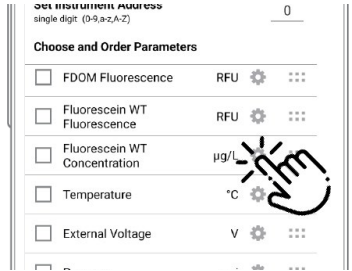 Set Instrument Address
single digit (0-9,a-z,A-Z)
0
Choose and Order Parameters
FDOM Fluorescence RFU
Fluorescein WT
Fluorescence RFU
Fluorescein WT
Concentration µg/L
Temperature °C
External Voltage V